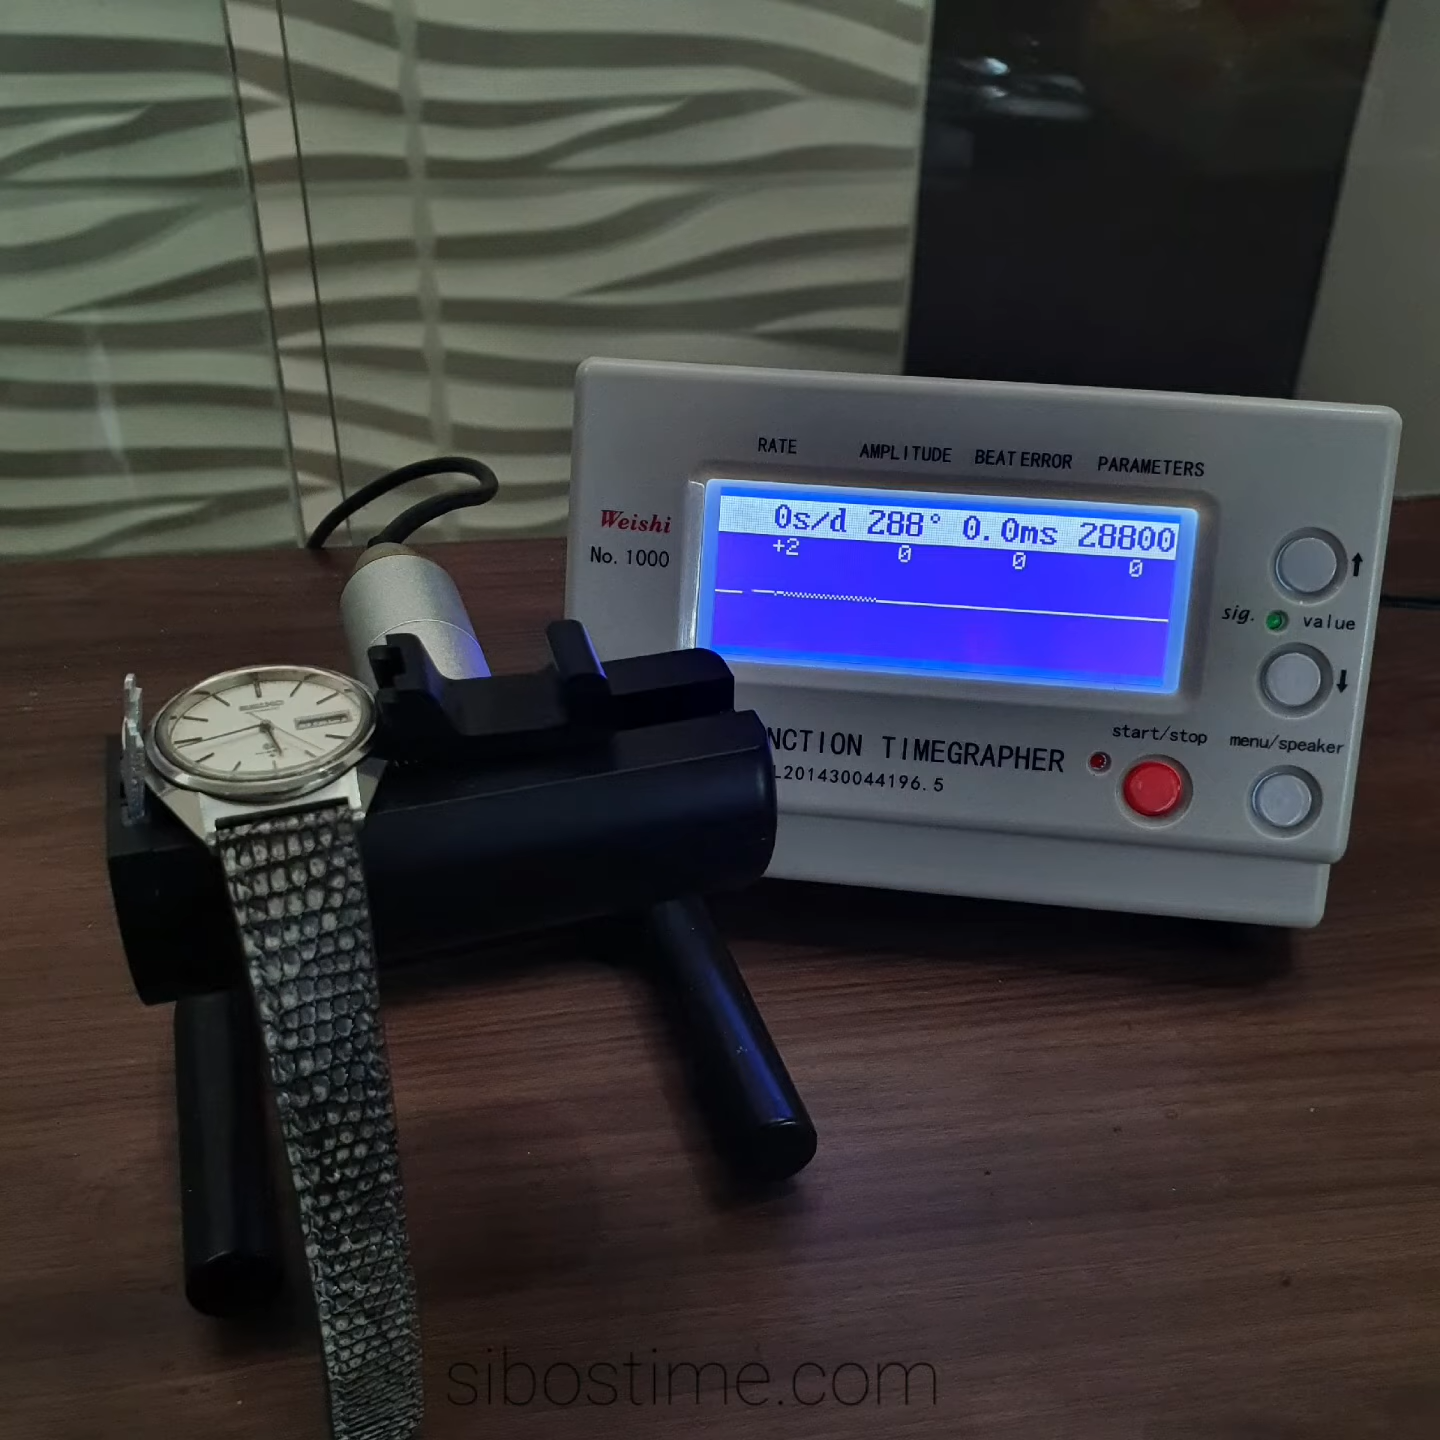 RATE AMPLITUDE BEAT ERROR PARAMETERS
Weishi
No. 1000
0s/d 288° 0.0ms 28800
+2 0 0 0
sig. value
start/stop menu/speaker
NCTION TIMEGRAPHER
L201430044196.5
SEIKO
sibostime.com